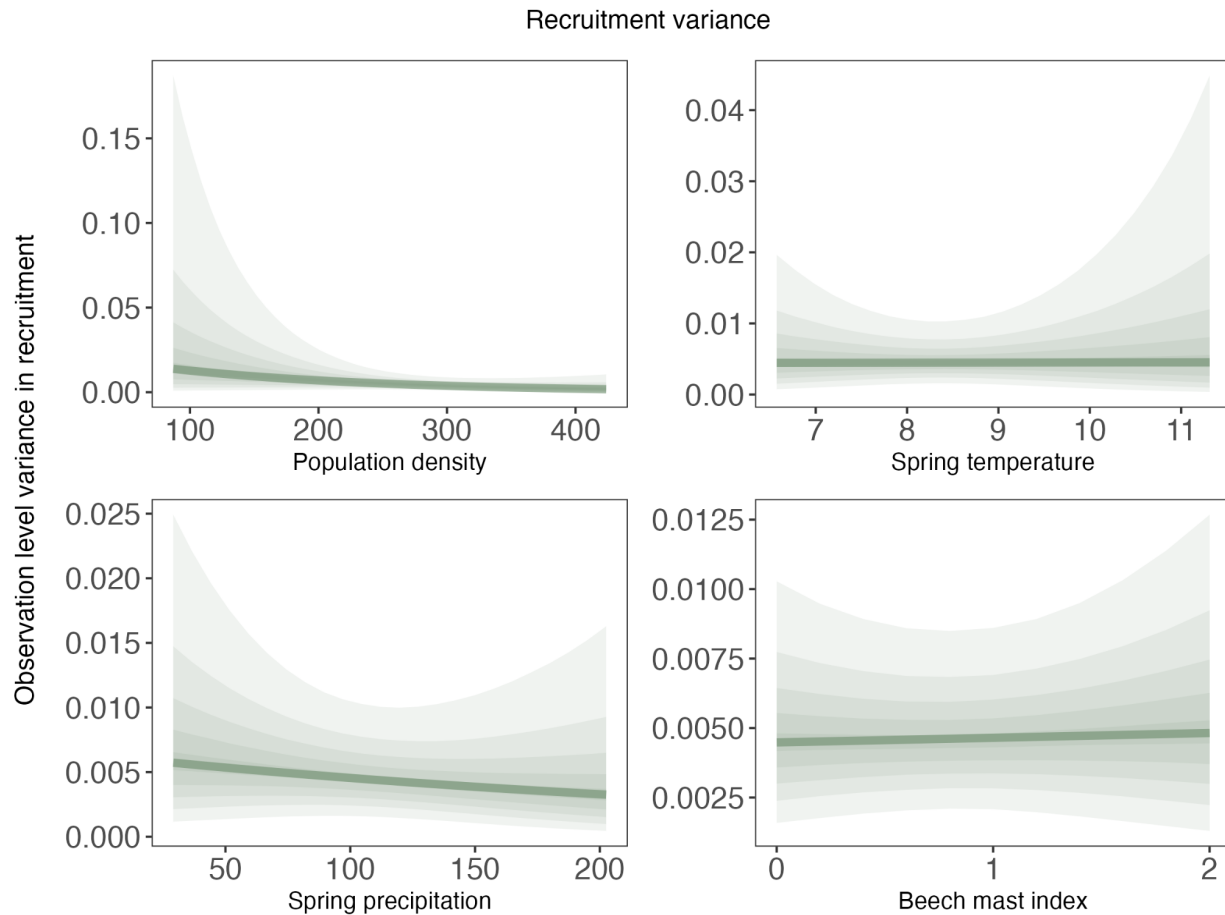 Recruitment variance
Observation level variance in recruitment
0.15
0.10
0.05
0.00
100 200 300 400
Population density
0.04
0.03
0.02
0.01
0.00
7 8 9 10 11
Spring temperature
0.025
0.020
0.015
0.010
0.005
0.000
50 100 150 200
Spring precipitation
0.0125
0.0100
0.0075
0.0050
0.0025
0 1 2
Beech mast index